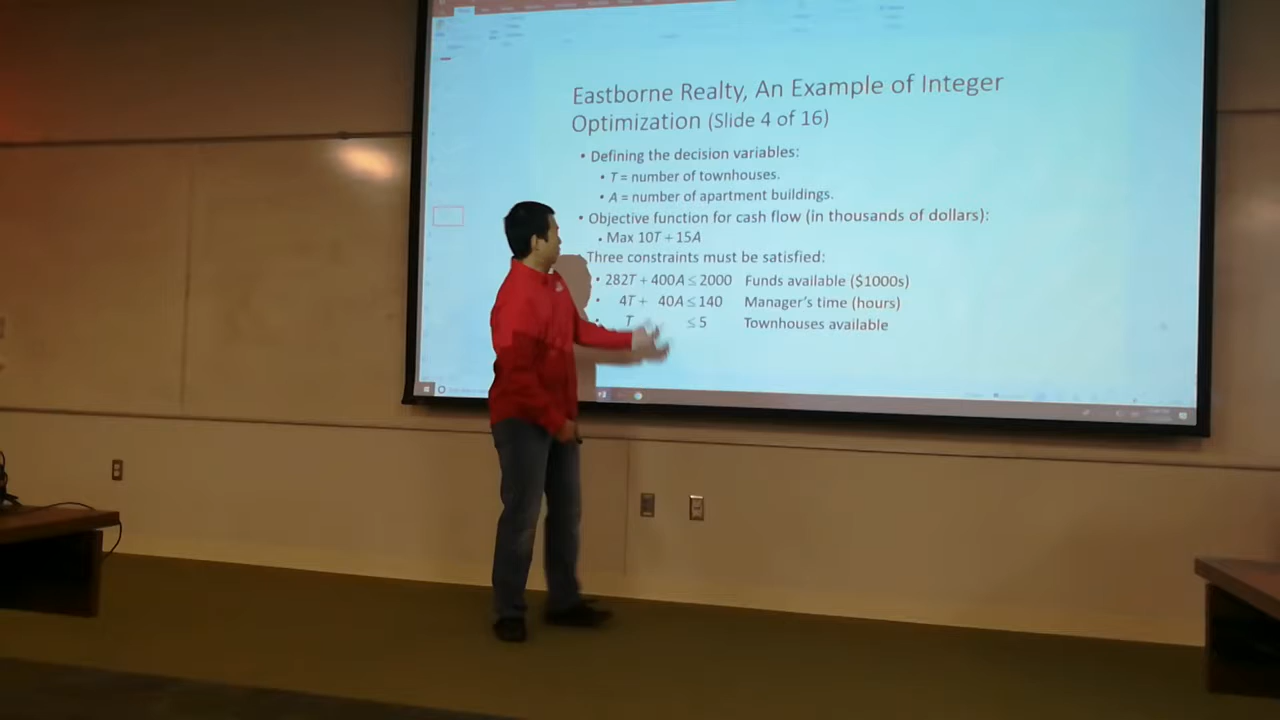 Eastborne Realty, An Example of Integer
Optimization (Slide 4 of 16)
• Defining the decision variables:
• T = number of townhouses.
• A = number of apartment buildings.
• Objective function for cash flow (in thousands of dollars):
• Max 10T + 15A
Three constraints must be satisfied:
• 282T + 400A ≤ 2000 Funds available ($1000s)
• 4T + 40A ≤ 140 Manager's time (hours)
• T ≤ 5 Townhouses available